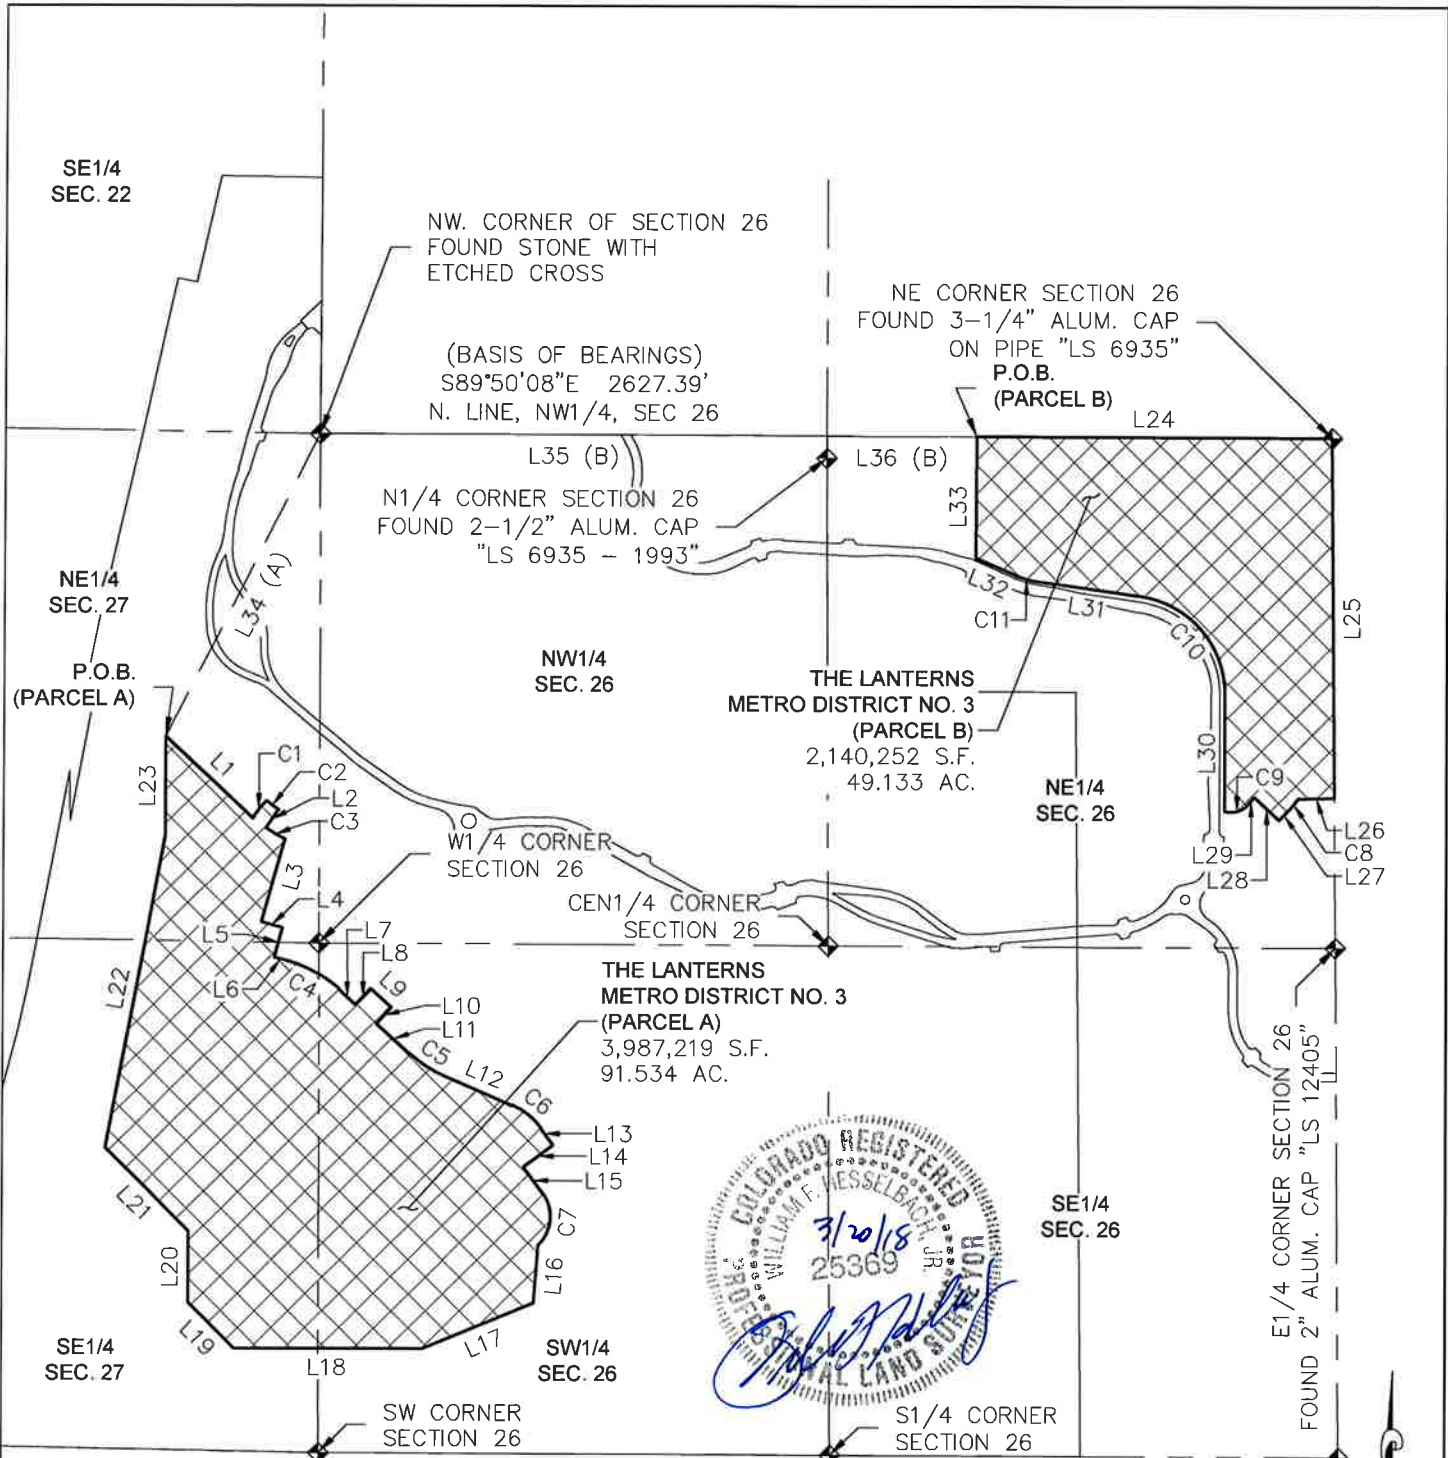 SE1/4
SEC. 22
NW. CORNER OF SECTION 26
FOUND STONE WITH
ETCHED CROSS
NE CORNER SECTION 26
FOUND 3-1/4" ALUM. CAP
ON PIPE "LS 6935"
P.O.B.
(PARCEL B)
(BASIS OF BEARINGS)
S89°50'08"E 2627.39'
N. LINE, NW1/4, SEC 26
L24
L35 (B)
L36 (B)
N1/4 CORNER SECTION 26
FOUND 2-1/2" ALUM. CAP
"LS 6935 - 1993"
L33
L34 (A)
NE1/4
SEC. 27
L32
L31
C11
C10
L25
P.O.B.
(PARCEL A)
NW1/4
SEC. 26
THE LANTERNS
METRO DISTRICT NO. 3
(PARCEL B)
2,140,252 S.F.
49.133 AC.
L30
NE1/4
SEC. 26
C9
L23
L1
C1
C2
L2
C3
L26
C8
L27
L29
L28
W1/4 CORNER
SECTION 26
L3
L4
L5
L6
C4
L7
L8
L9
L10
L11
CEN1/4 CORNER
SECTION 26
L22
THE LANTERNS
METRO DISTRICT NO. 3
(PARCEL A)
3,987,219 S.F.
91.534 AC.
C5
L12
C6
L13
L14
L15
C7
L16
L21
L20
L19
L18
L17
COLORADO REGISTERED
WILLIAM F. HESSELBACH, JR.
3/20/18
25369
PROFESSIONAL LAND SURVEYOR
SE1/4
SEC. 26
E1/4 CORNER SECTION 26
FOUND 2" ALUM. CAP "LS 12405"
SE1/4
SEC. 27
SW1/4
SEC. 26
SW CORNER
SECTION 26
S1/4 CORNER
SECTION 26